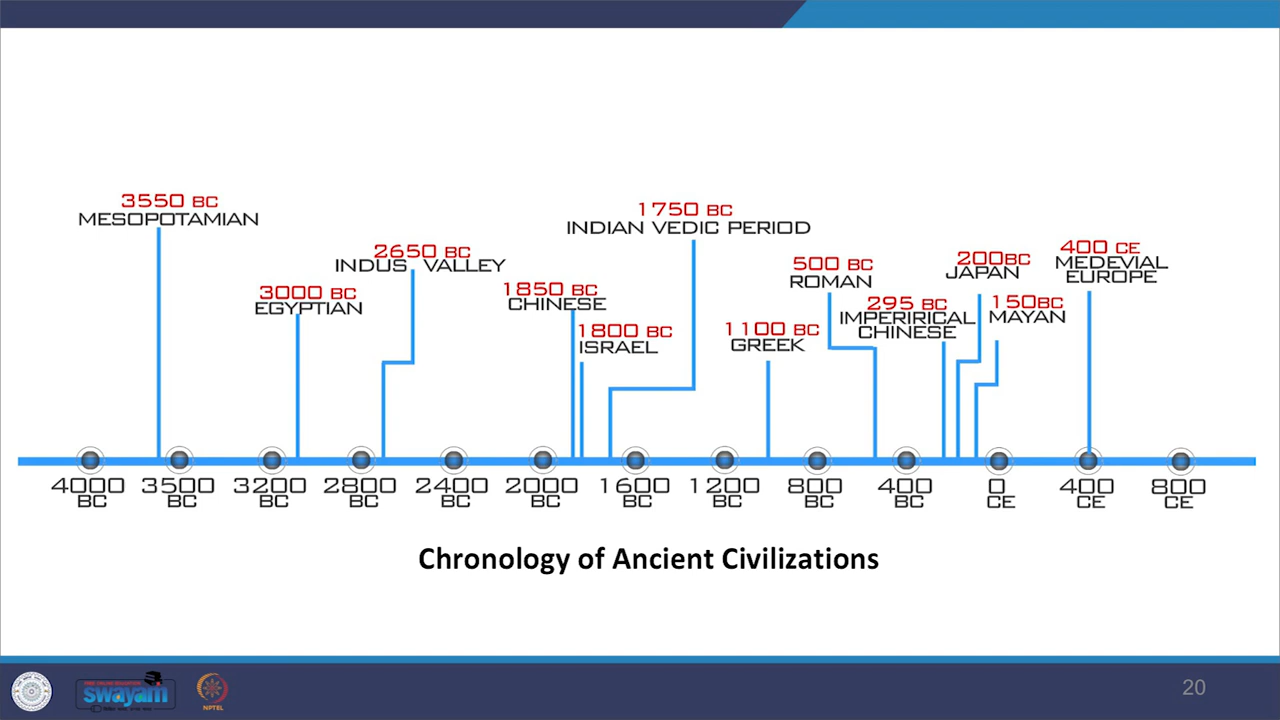 3550 BC
MESOPOTAMIAN
3000 BC
EGYPTIAN
2650 BC
INDUS VALLEY
1850 BC
CHINESE
1800 BC
ISRAEL
1750 BC
INDIAN VEDIC PERIOD
1100 BC
GREEK
500 BC
ROMAN
295 BC
IMPERIRICAL
CHINESE
200BC
JAPAN
150BC
MAYAN
400 CE
MEDEVIAL
EUROPE
4000 BC
3500 BC
3200 BC
2800 BC
2400 BC
2000 BC
1600 BC
1200 BC
800 BC
400 BC
0 CE
400 CE
800 CE
Chronology of Ancient Civilizations
swayam
NPTEL
20